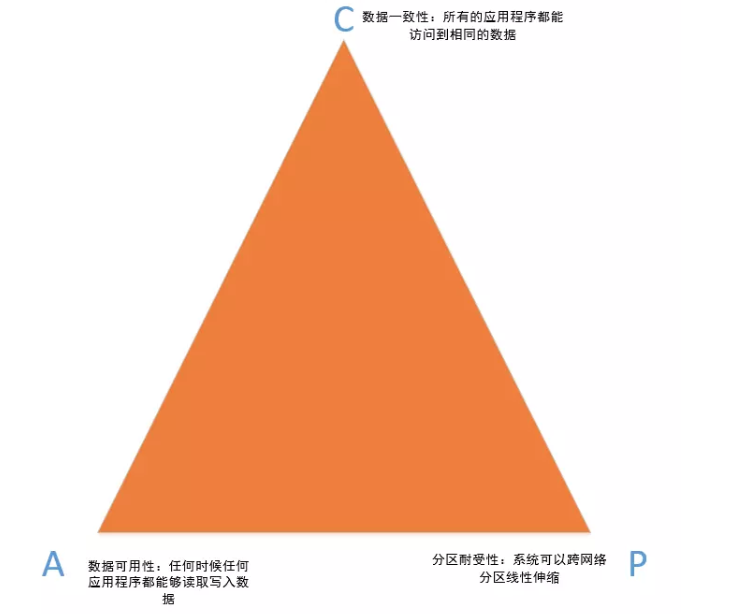 C
数据一致性：所有的应用程序都能
访问到相同的数据
A
数据可用性：任何时候任何
应用程序都能够读取写入数
据
分区耐受性：系统可以跨网络
分区线性伸缩
P